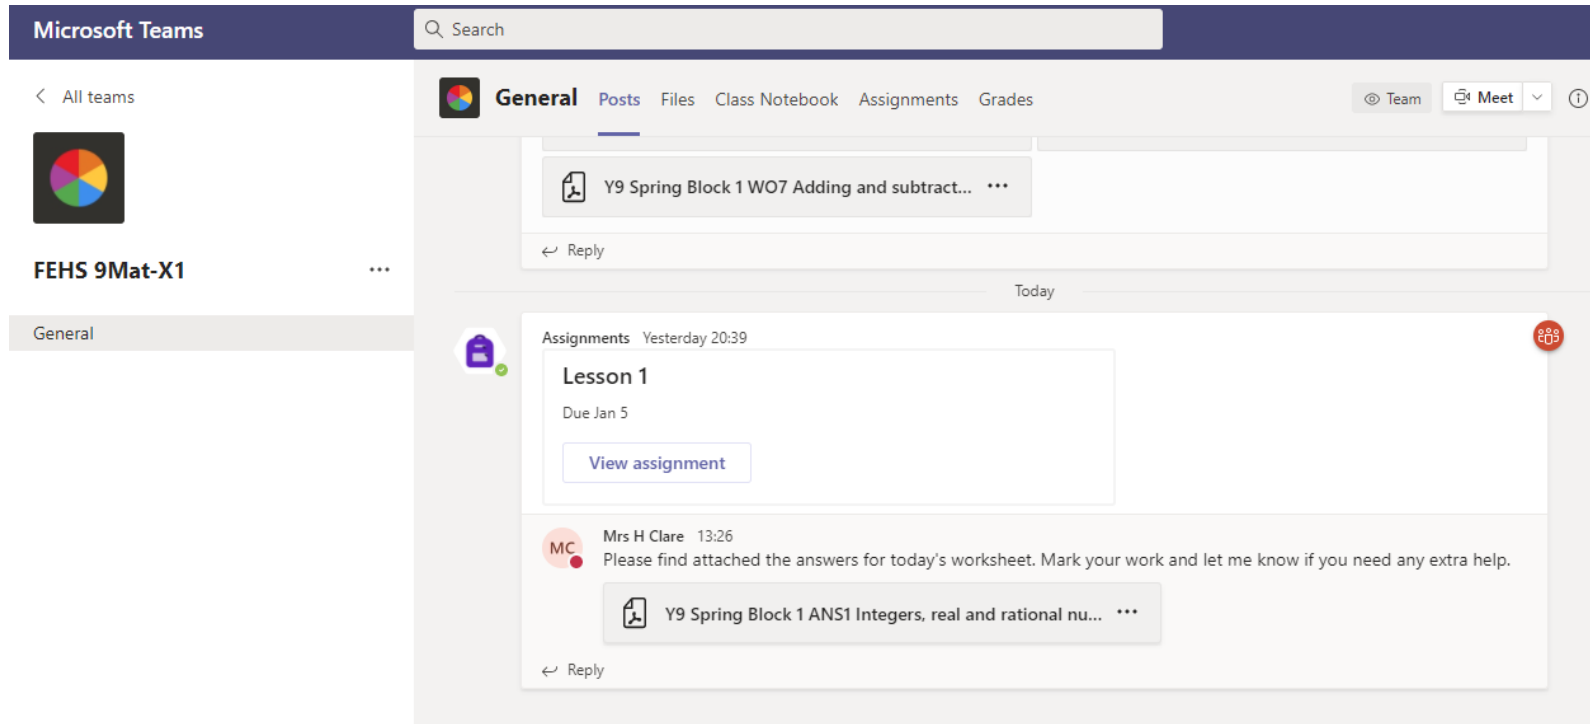 Microsoft Teams
Search
All teams
FEHS 9Mat-X1
General
General Posts Files Class Notebook Assignments Grades
Team Meet
Y9 Spring Block 1 WO7 Adding and subtract...
Reply
Today
Assignments Yesterday 20:39
Lesson 1
Due Jan 5
View assignment
MC
Mrs H Clare 13:26
Please find attached the answers for today's worksheet. Mark your work and let me know if you need any extra help.
Y9 Spring Block 1 ANS1 Integers, real and rational nu...
Reply